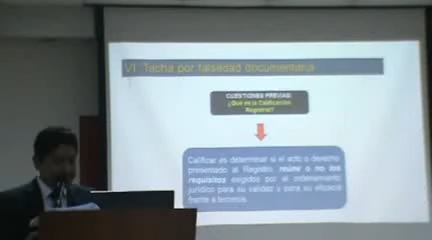 VI. Tacha por falsedad documentaria
CUESTIONES PREVIAS:
¿Qué es la Calificación
Registral?
Calificar es determinar si el acto o derecho
presentado al Registro, reúne o no los
requisitos exigidos por el ordenamiento
jurídico para su validez y para su eficacia
frente a terceros.